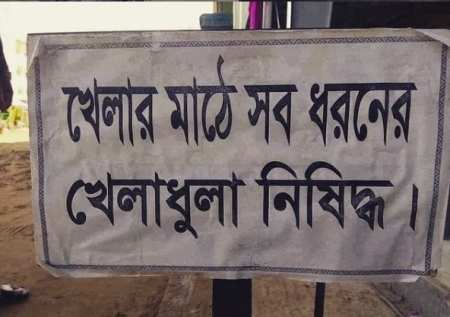 খেলার মাঠে সব ধরনের
খেলাধুলা নিষিদ্ধ।